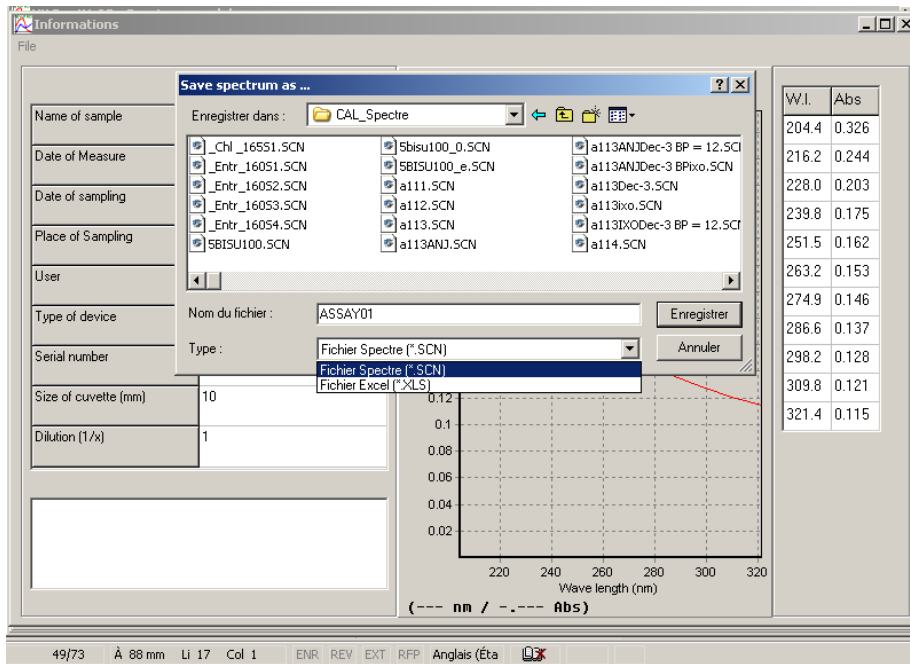 Informations
File
Save spectrum as ...
Enregistrer dans :
CAL_Spectre
_Chl _165S1.SCN
_Entr_160S1.SCN
_Entr_160S2.SCN
_Entr_160S3.SCN
_Entr_160S4.SCN
5BISU100.SCN
5bisu100_0.SCN
5BISU100_e.SCN
a111.SCN
a112.SCN
a113.SCN
a113ANJ.SCN
a113ANJDec-3 BP = 12.SCI
a113ANJDec-3 BPixo.SCN
a113Dec-3.SCN
a113ixo.SCN
a113IXODec-3 BP = 12.SCI
a114.SCN
Nom du fichier :
ASSAY01
Enregistrer
Type :
Fichier Spectre (*.SCN)
Annuler
Fichier Spectre (*.SCN)
Fichier Excel (*.XLS)
Name of sample
Date of Measure
Date of sampling
Place of Sampling
User
Type of device
Serial number
Size of cuvette (mm)
10
Dilution (1/x)
1
0.12
0.1
0.08
0.06
0.04
0.02
220 240 260 280 300 320
Wave length (nm)
(--- nm / -.--- Abs)
W.l. Abs
204.4 0.326
216.2 0.244
228.0 0.203
239.8 0.175
251.5 0.162
263.2 0.153
274.9 0.146
286.6 0.137
298.2 0.128
309.8 0.121
321.4 0.115
49/73 À 88 mm Li 17 Col 1 ENR REV EXT RFP Anglais (Éta